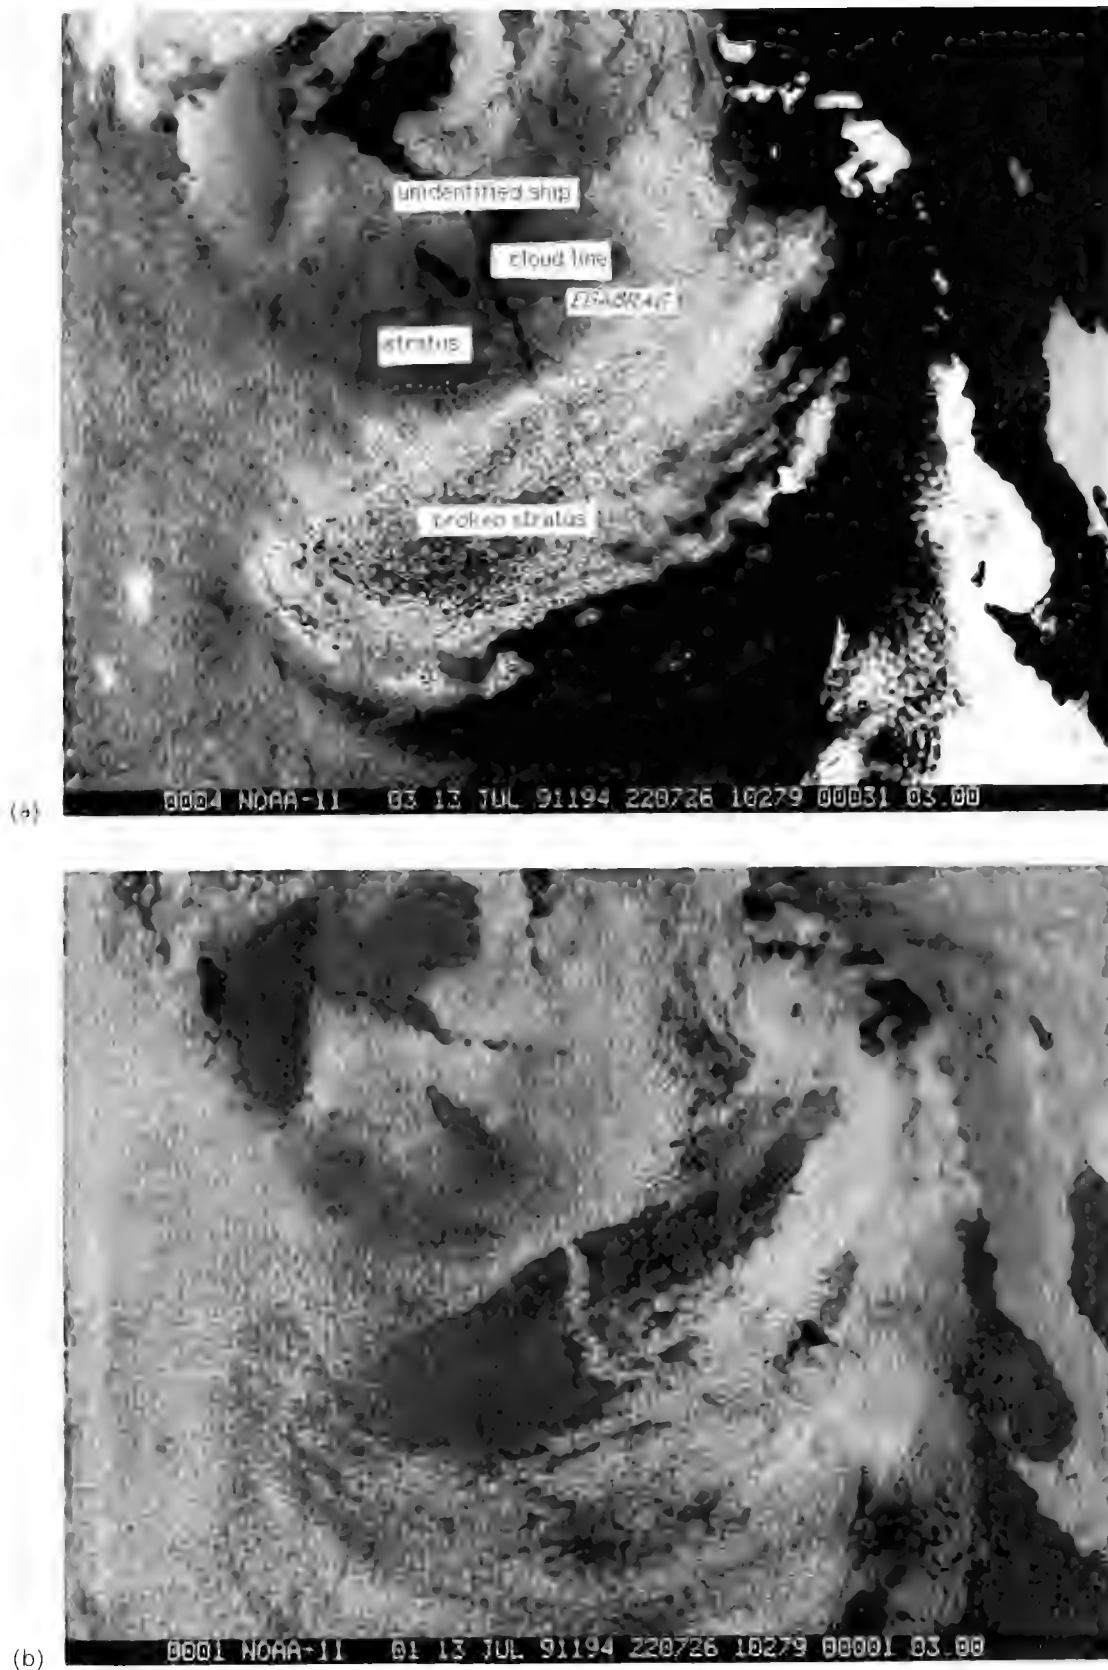 unidentified ship
cloud line
stratus
broken stratus
0004 NOAA-11 03 13 JUL 91194 220726 10279 00031 03.00
(a)
0001 NOAA-11 01 13 JUL 91194 220726 10279 00001 03.00
(b)